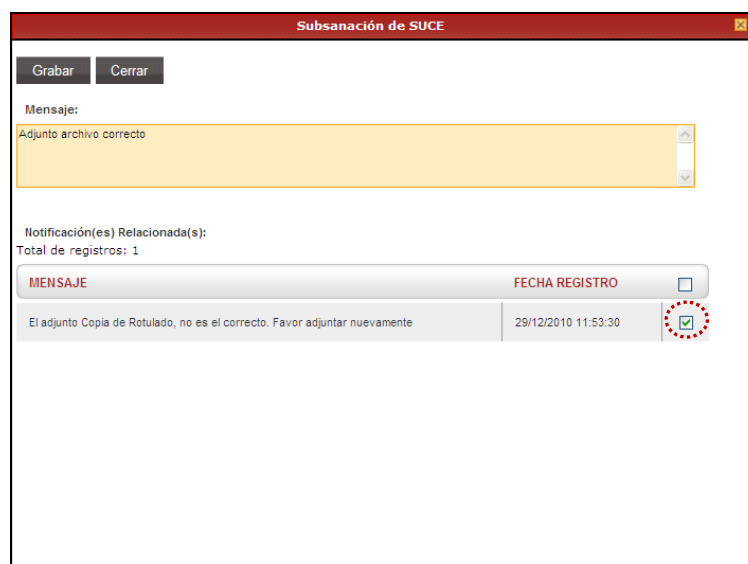 Subsanación de SUCE
Grabar Cerrar
Mensaje:
Adjunto archivo correcto
Notificación(es) Relacionada(s):
Total de registros: 1
MENSAJE FECHA REGISTRO
El adjunto Copia de Rotulado, no es el correcto. Favor adjuntar nuevamente 29/12/2010 11:53:30